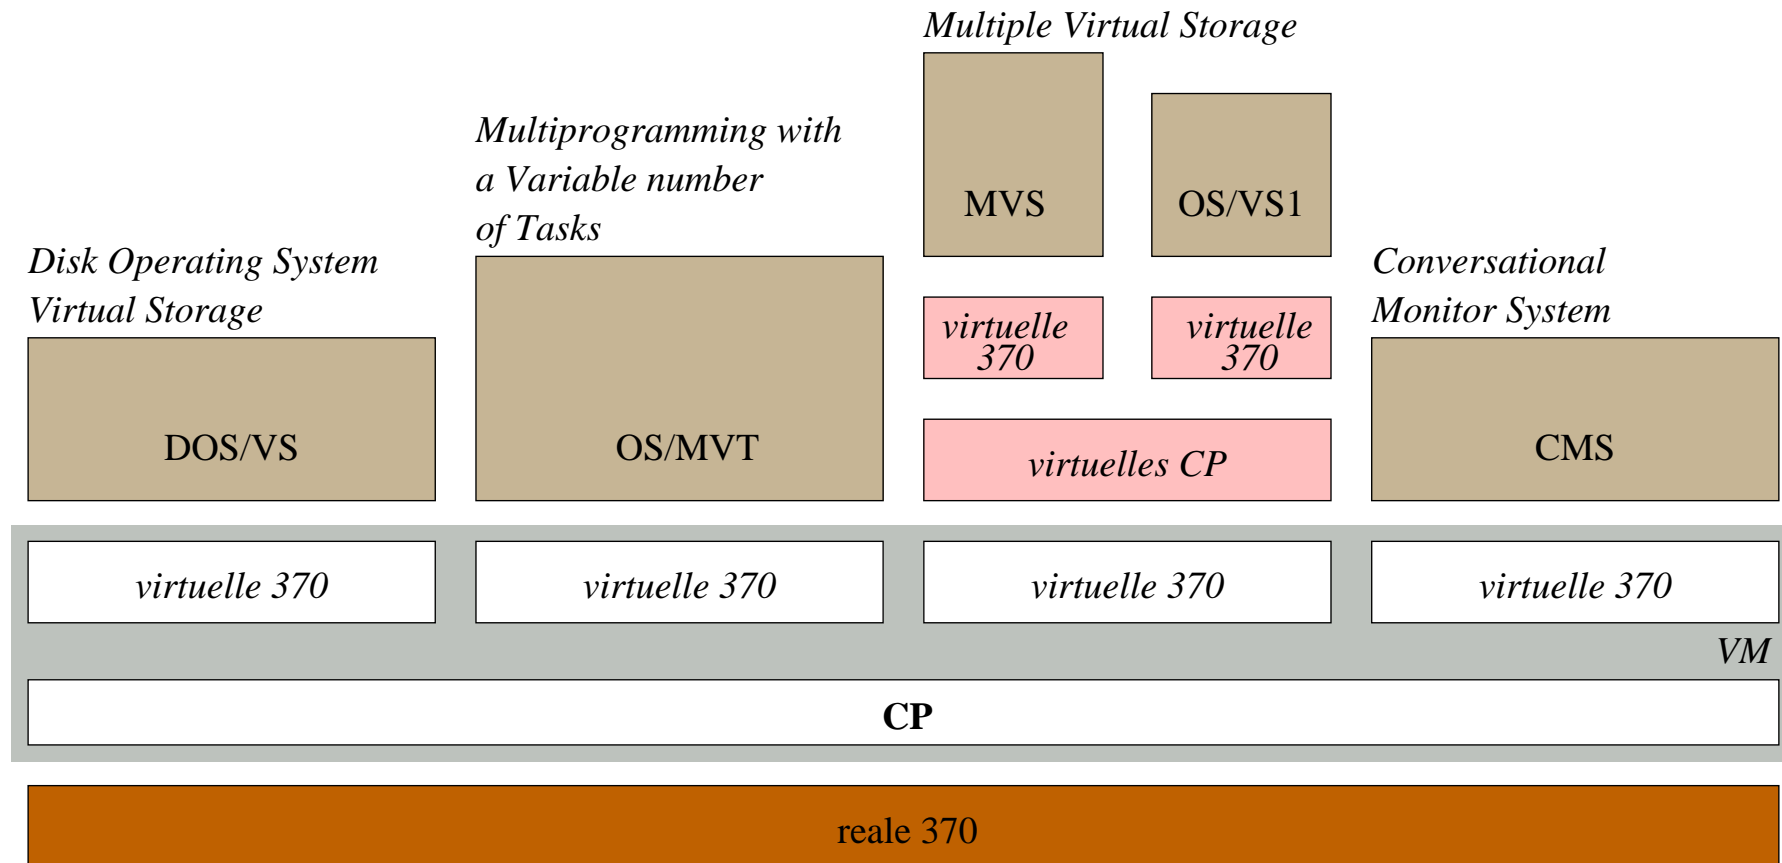 Multiple Virtual Storage
Multiprogramming with
a Variable number
of Tasks
MVS
OS/VS1
Disk Operating System
Virtual Storage
Conversational
Monitor System
virtuelle
370
virtuelle
370
DOS/VS
OS/MVT
virtuelles CP
CMS
virtuelle 370
virtuelle 370
virtuelle 370
virtuelle 370
VM
CP
reale 370